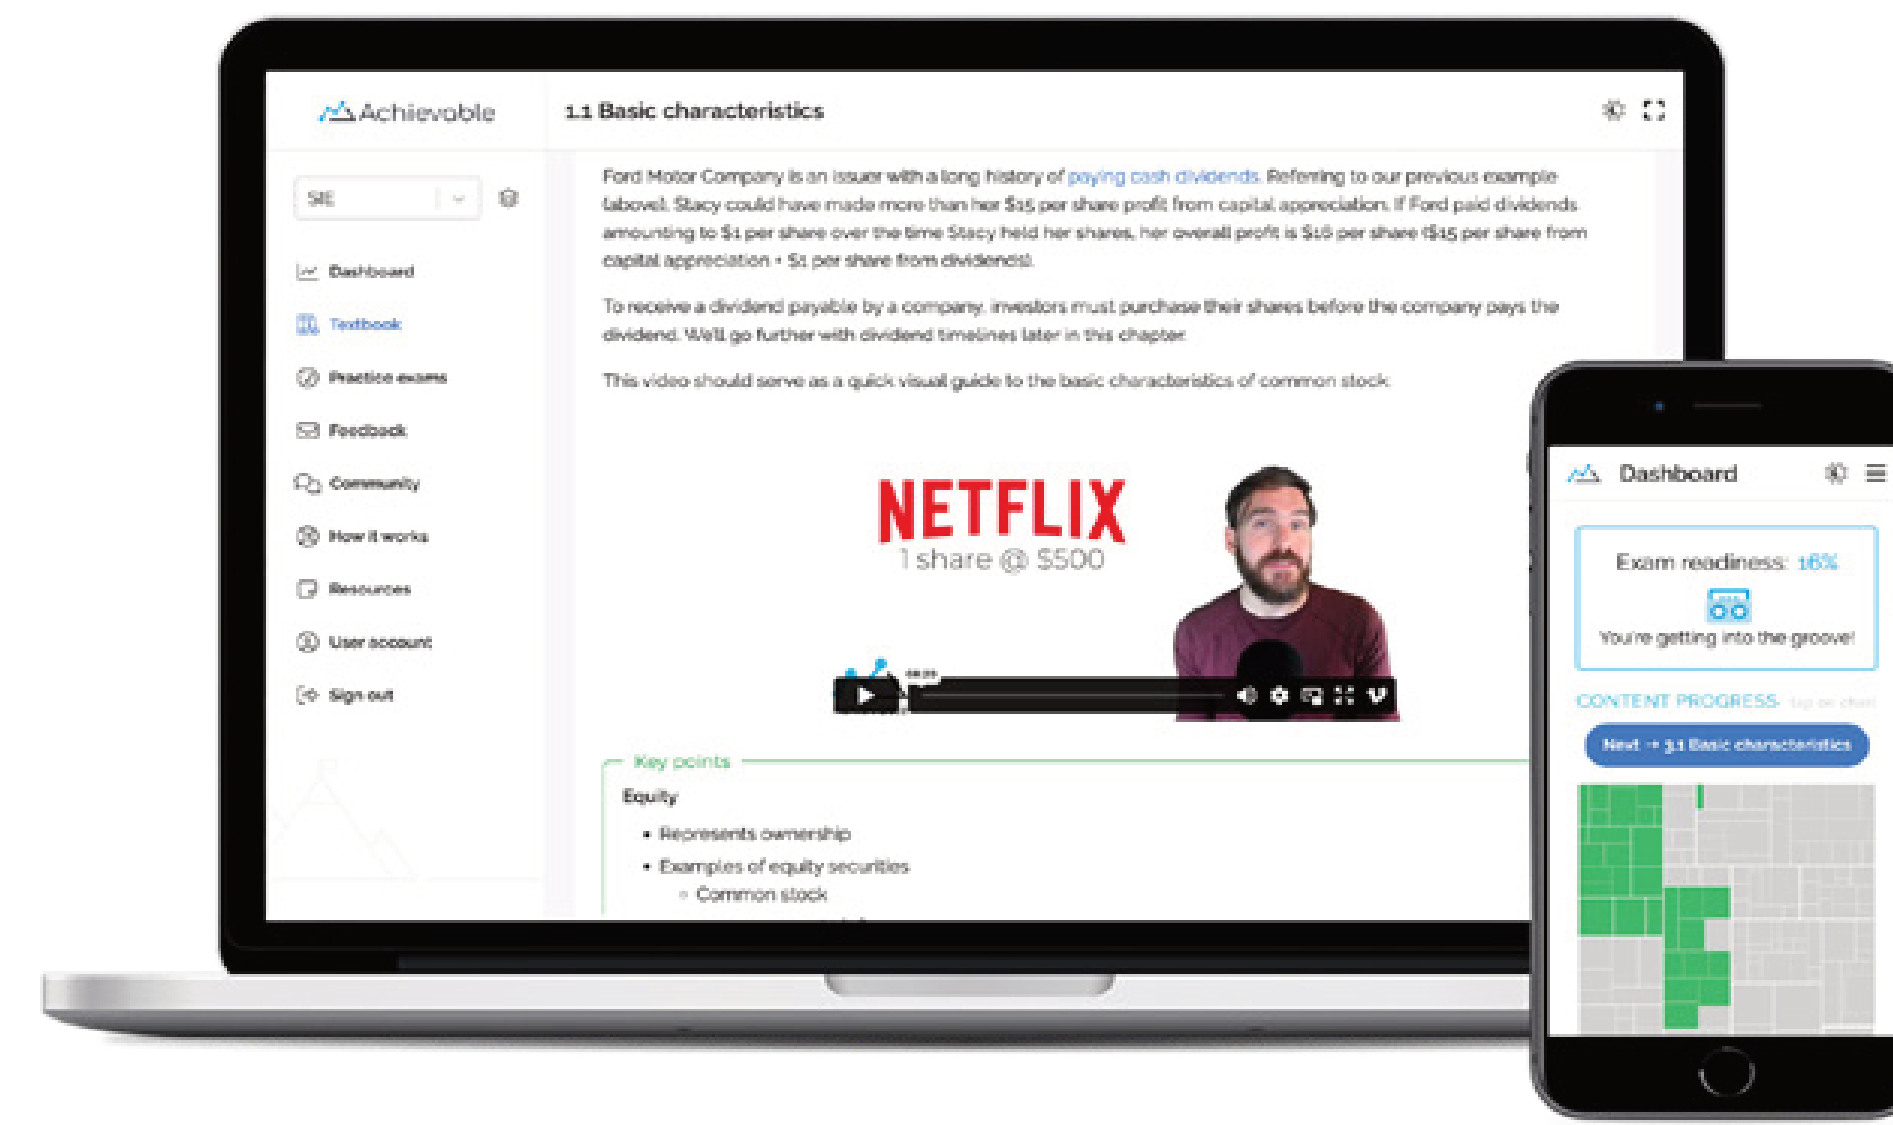 Achievable
1.1 Basic characteristics
SIE
Dashboard
Textbook
Practice exams
Feedback
Community
How it works
Resources
User account
Sign out
Ford Motor Company is an issuer with a long history of paying cash dividends. Referring to our previous example
(above), Stacy could have made more than her $15 per share profit from capital appreciation. If Ford paid dividends
amounting to $1 per share over the time Stacy held her shares, her overall profit is $16 per share ($15 per share from
capital appreciation + $1 per share from dividends).
To receive a dividend payable by a company, investors must purchase their shares before the company pays the
dividend. We'll go further with dividend timelines later in this chapter.
This video should serve as a quick visual guide to the basic characteristics of common stock:
NETFLIX
1 share @ $500
Key points
Equity
• Represents ownership
• Examples of equity securities
◦ Common stock
Dashboard
Exam readiness: 16%
You're getting into the groove!
CONTENT PROGRESS tap on chart
Next → 3.1 Basic characteristics